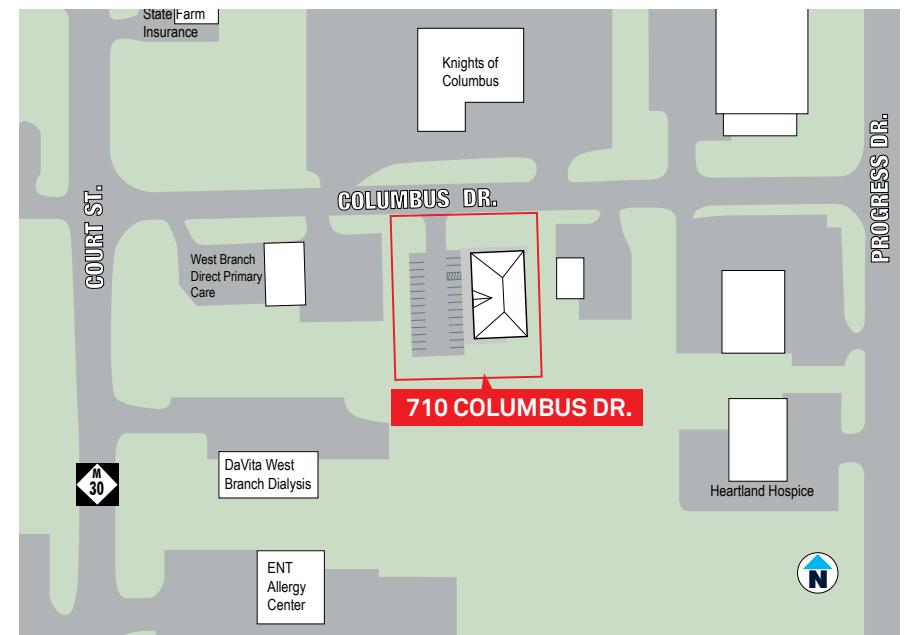 State Farm
Insurance
Knights of
Columbus
COLUMBUS DR.
COURT ST.
PROGRESS DR.
West Branch
Direct Primary
Care
710 COLUMBUS DR.
DaVita West
Branch Dialysis
M
30
Heartland Hospice
ENT
Allergy
Center
N